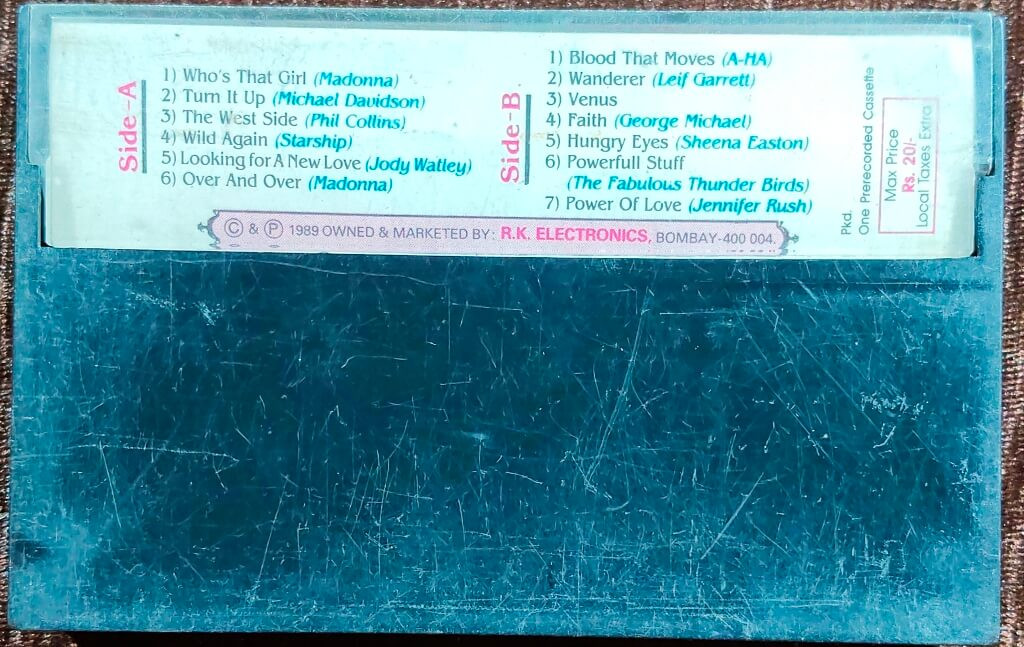 Side-A
1) Who's That Girl (Madonna)
2) Turn It Up (Michael Davidson)
3) The West Side (Phil Collins)
4) Wild Again (Starship)
5) Looking for A New Love (Jody Watley)
6) Over And Over (Madonna)
Side-B
1) Blood That Moves (A-HA)
2) Wanderer (Leif Garrett)
3) Venus
4) Faith (George Michael)
5) Hungry Eyes (Sheena Easton)
6) Powerfull Stuff
(The Fabulous Thunder Birds)
7) Power Of Love (Jennifer Rush)
© & ℗ 1989 OWNED & MARKETED BY: R.K. ELECTRONICS, BOMBAY-400 004.
Pkd.
One Prerecorded Cassette
Max Price
Rs. 20/-
Local Taxes Extra